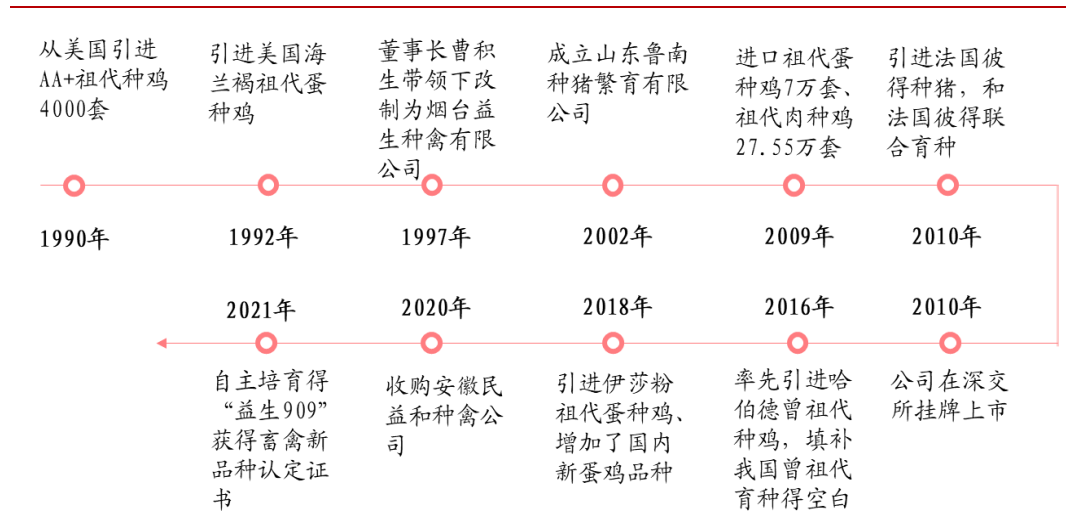 从美国引进
AA+祖代种鸡
4000套
引进美国海
兰褐祖代蛋
种鸡
董事长曹积
生带领下改
制为烟台益
生种禽有限
公司
成立山东鲁南
种猪繁育有限
公司
进口祖代蛋
种鸡7万套、
祖代肉种鸡
27.55万套
引进法国彼
得种猪，和
法国彼得联
合育种
1990年
1992年
1997年
2002年
2009年
2010年
2021年
2020年
2018年
2016年
2010年
自主培育得
“益生909”
获得畜禽新
品种认定证
书
收购安徽民
益和种禽公
司
引进伊莎粉
祖代蛋种鸡、
增加了国内
新蛋鸡品种
率先引进哈
伯德曾祖代
种鸡，填补
我国曾祖代
育种得空白
公司在深交
所挂牌上市